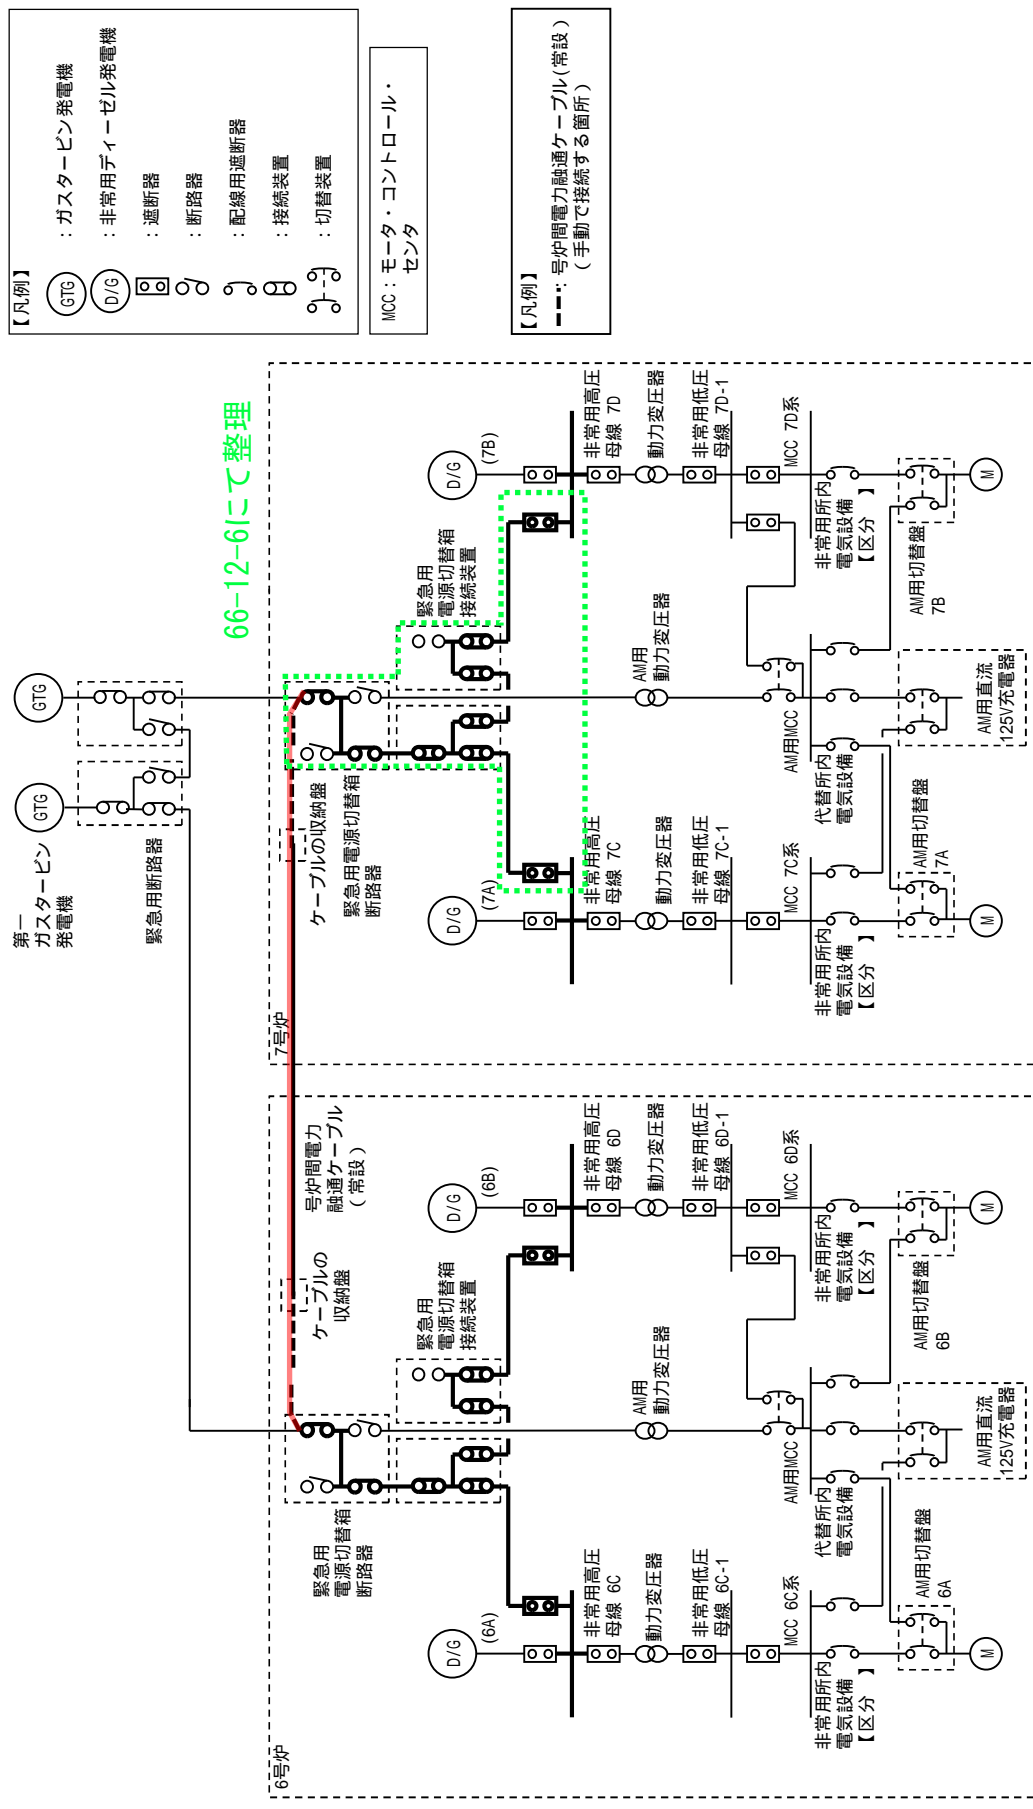 【凡例】
GTG
：ガスタービン発電機
D/G
：非常用ディーゼル発電機
：遮断器
：断路器
：配線用遮断器
：接続装置
：切替装置
MCC：モータ・コントロール・
センタ
【凡例】
：号炉間電力融通ケーブル(常設)
(手動で接続する箇所)
66-12-6にて整理
第一
ガスタービン
発電機
GTG
GTG
緊急用断路器
6号炉
緊急用
電源切替箱
断路器
ケーブルの
収納盤
号炉間電力
融通ケーブル
(常設)
緊急用
電源切替箱
接続装置
D/G
(6A)
D/G
(6B)
非常用高圧
母線 6C
非常用高圧
母線 6D
動力変圧器
AM用
動力変圧器
動力変圧器
非常用低圧
母線 6C-1
非常用低圧
母線 6D-1
MCC 6C系
AM用MCC
MCC 6D系
非常用所内
電気設備
【区分 】
代替所内
電気設備
非常用所内
電気設備
【区分 】
AM用切替盤
6A
AM用直流
125V充電器
AM用切替盤
6B
M
M
7号炉
ケーブルの収納盤
緊急用電源切替箱
断路器
緊急用
電源切替箱
接続装置
D/G
(7A)
D/G
(7B)
非常用高圧
母線 7C
非常用高圧
母線 7D
動力変圧器
AM用
動力変圧器
動力変圧器
非常用低圧
母線 7C-1
非常用低圧
母線 7D-1
MCC 7C系
AM用MCC
MCC 7D系
非常用所内
電気設備
【区分 】
代替所内
電気設備
非常用所内
電気設備
【区分 】
AM用切替盤
7A
AM用直流
125V充電器
AM用切替盤
7B
M
M